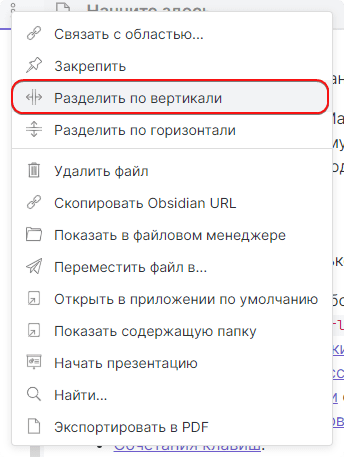 Начните здесь
Связать с областью...
Закрепить
Разделить по вертикали
Разделить по горизонтали
Удалить файл
Скопировать Obsidian URL
Показать в файловом менеджере
Переместить файл в...
Открыть в приложении по умолчанию
Показать содержащую папку
Начать презентацию
Найти...
Экспортировать в PDF
Сочетания клавиш.